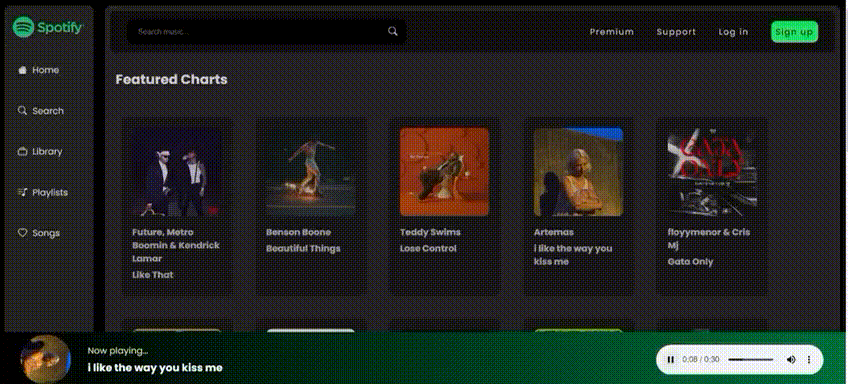 Spotify
Search music...
Premium
Support
Log in
Sign up
Home
Search
Library
Playlists
Songs
Featured Charts
Future, Metro
Boomin & Kendrick
Lamar
Like That
Benson Boone
Beautiful Things
Teddy Swims
Lose Control
Artemas
i like the way you
kiss me
floyymenor & Cris
Mj
Gata Only
GATA
ONLY
Now playing...
i like the way you kiss me
0:08 / 0:30